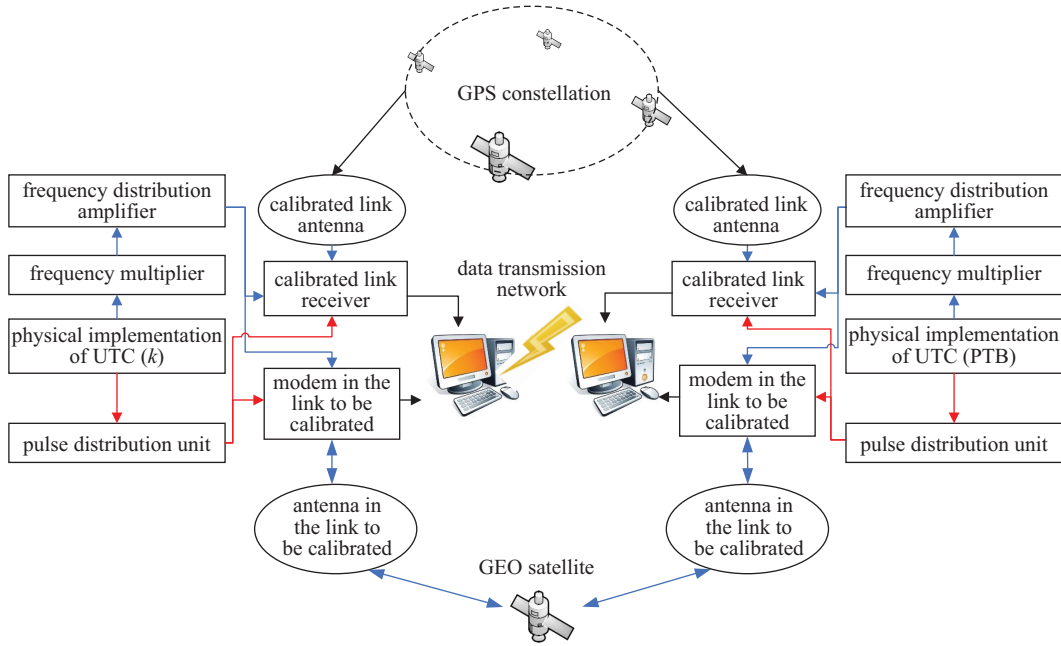 GPS constellation
frequency distribution
amplifier
calibrated link
antenna
calibrated link
antenna
frequency distribution
amplifier
frequency multiplier
calibrated link
receiver
data transmission
network
calibrated link
receiver
frequency multiplier
physical implementation
of UTC (k)
physical implementation
of UTC (PTB)
modem in the
link to be
calibrated
modem in the
link to be
calibrated
pulse distribution unit
pulse distribution unit
antenna in
the link to
be calibrated
antenna in
the link to
be calibrated
GEO satellite